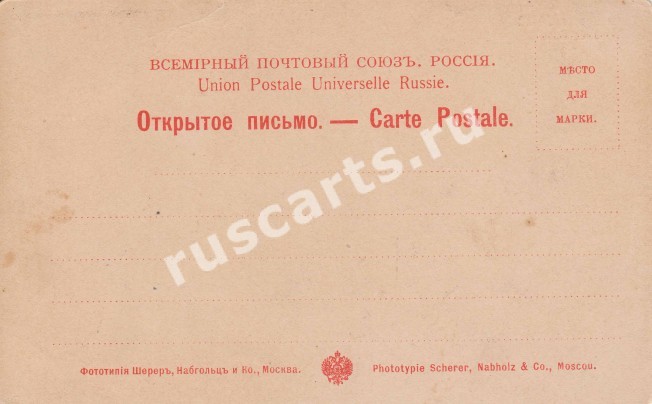 ВСЕМІРНЫЙ ПОЧТОВЫЙ СОЮЗЪ. РОССІЯ.
Union Postale Universelle Russie.
Открытое письмо. — Carte Postale.
МѢСТО
ДЛЯ
МАРКИ.
ruscarts.ru
Фототипія Шереръ, Набгольцъ и Ко., Москва.
Phototypie Scherer, Nabholz & Co., Moscou.